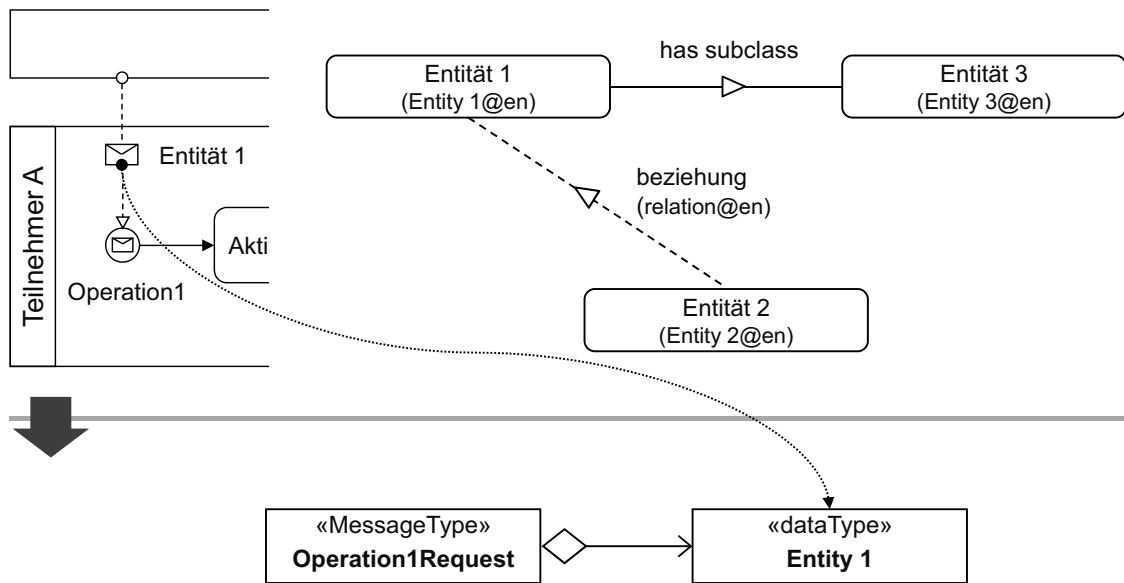 has subclass
Entität 1
(Entity 1@en)
Entität 3
(Entity 3@en)
Teilnehmer A
Entität 1
beziehung
(relation@en)
Akti
Operation1
Entität 2
(Entity 2@en)
«MessageType»
Operation1Request
«dataType»
Entity 1